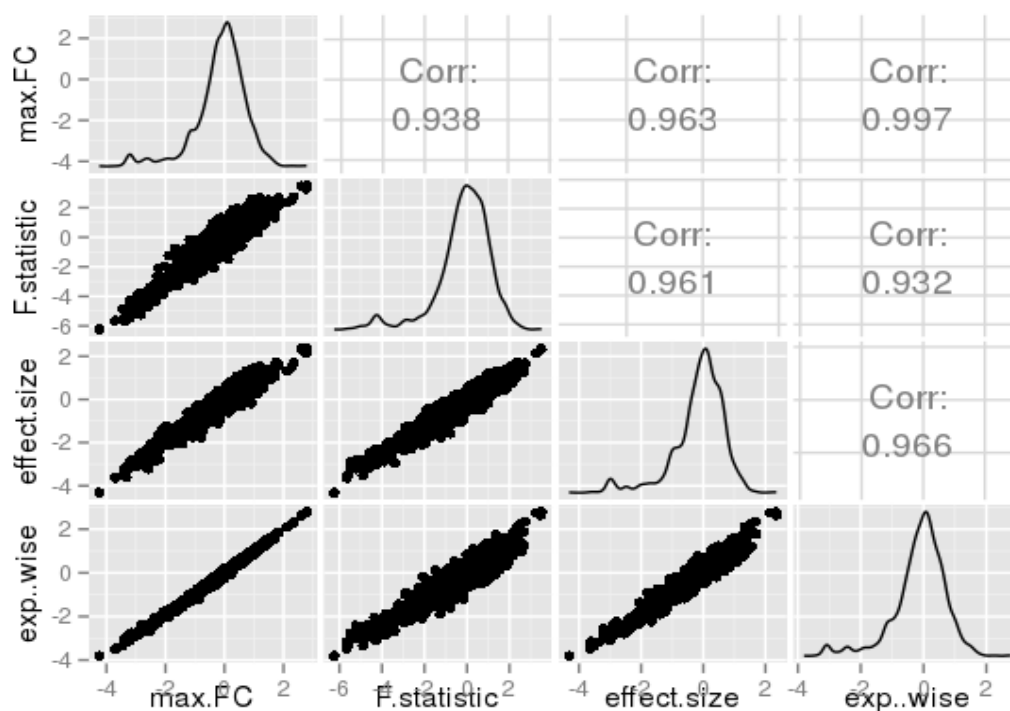 max.FC
2
0
-2
-4
Corr:
0.938
Corr:
0.963
Corr:
0.997
F.statistic
2
0
-2
-4
-6
Corr:
0.961
Corr:
0.932
effect.size
2
0
-2
-4
Corr:
0.966
exp..wise
2
0
-2
-4
-4 -2 0 2
-6 -4 -2 0 2
-4 -2 0 2
-4 -2 0 2
max.FC F.statistic effect.size exp..wise